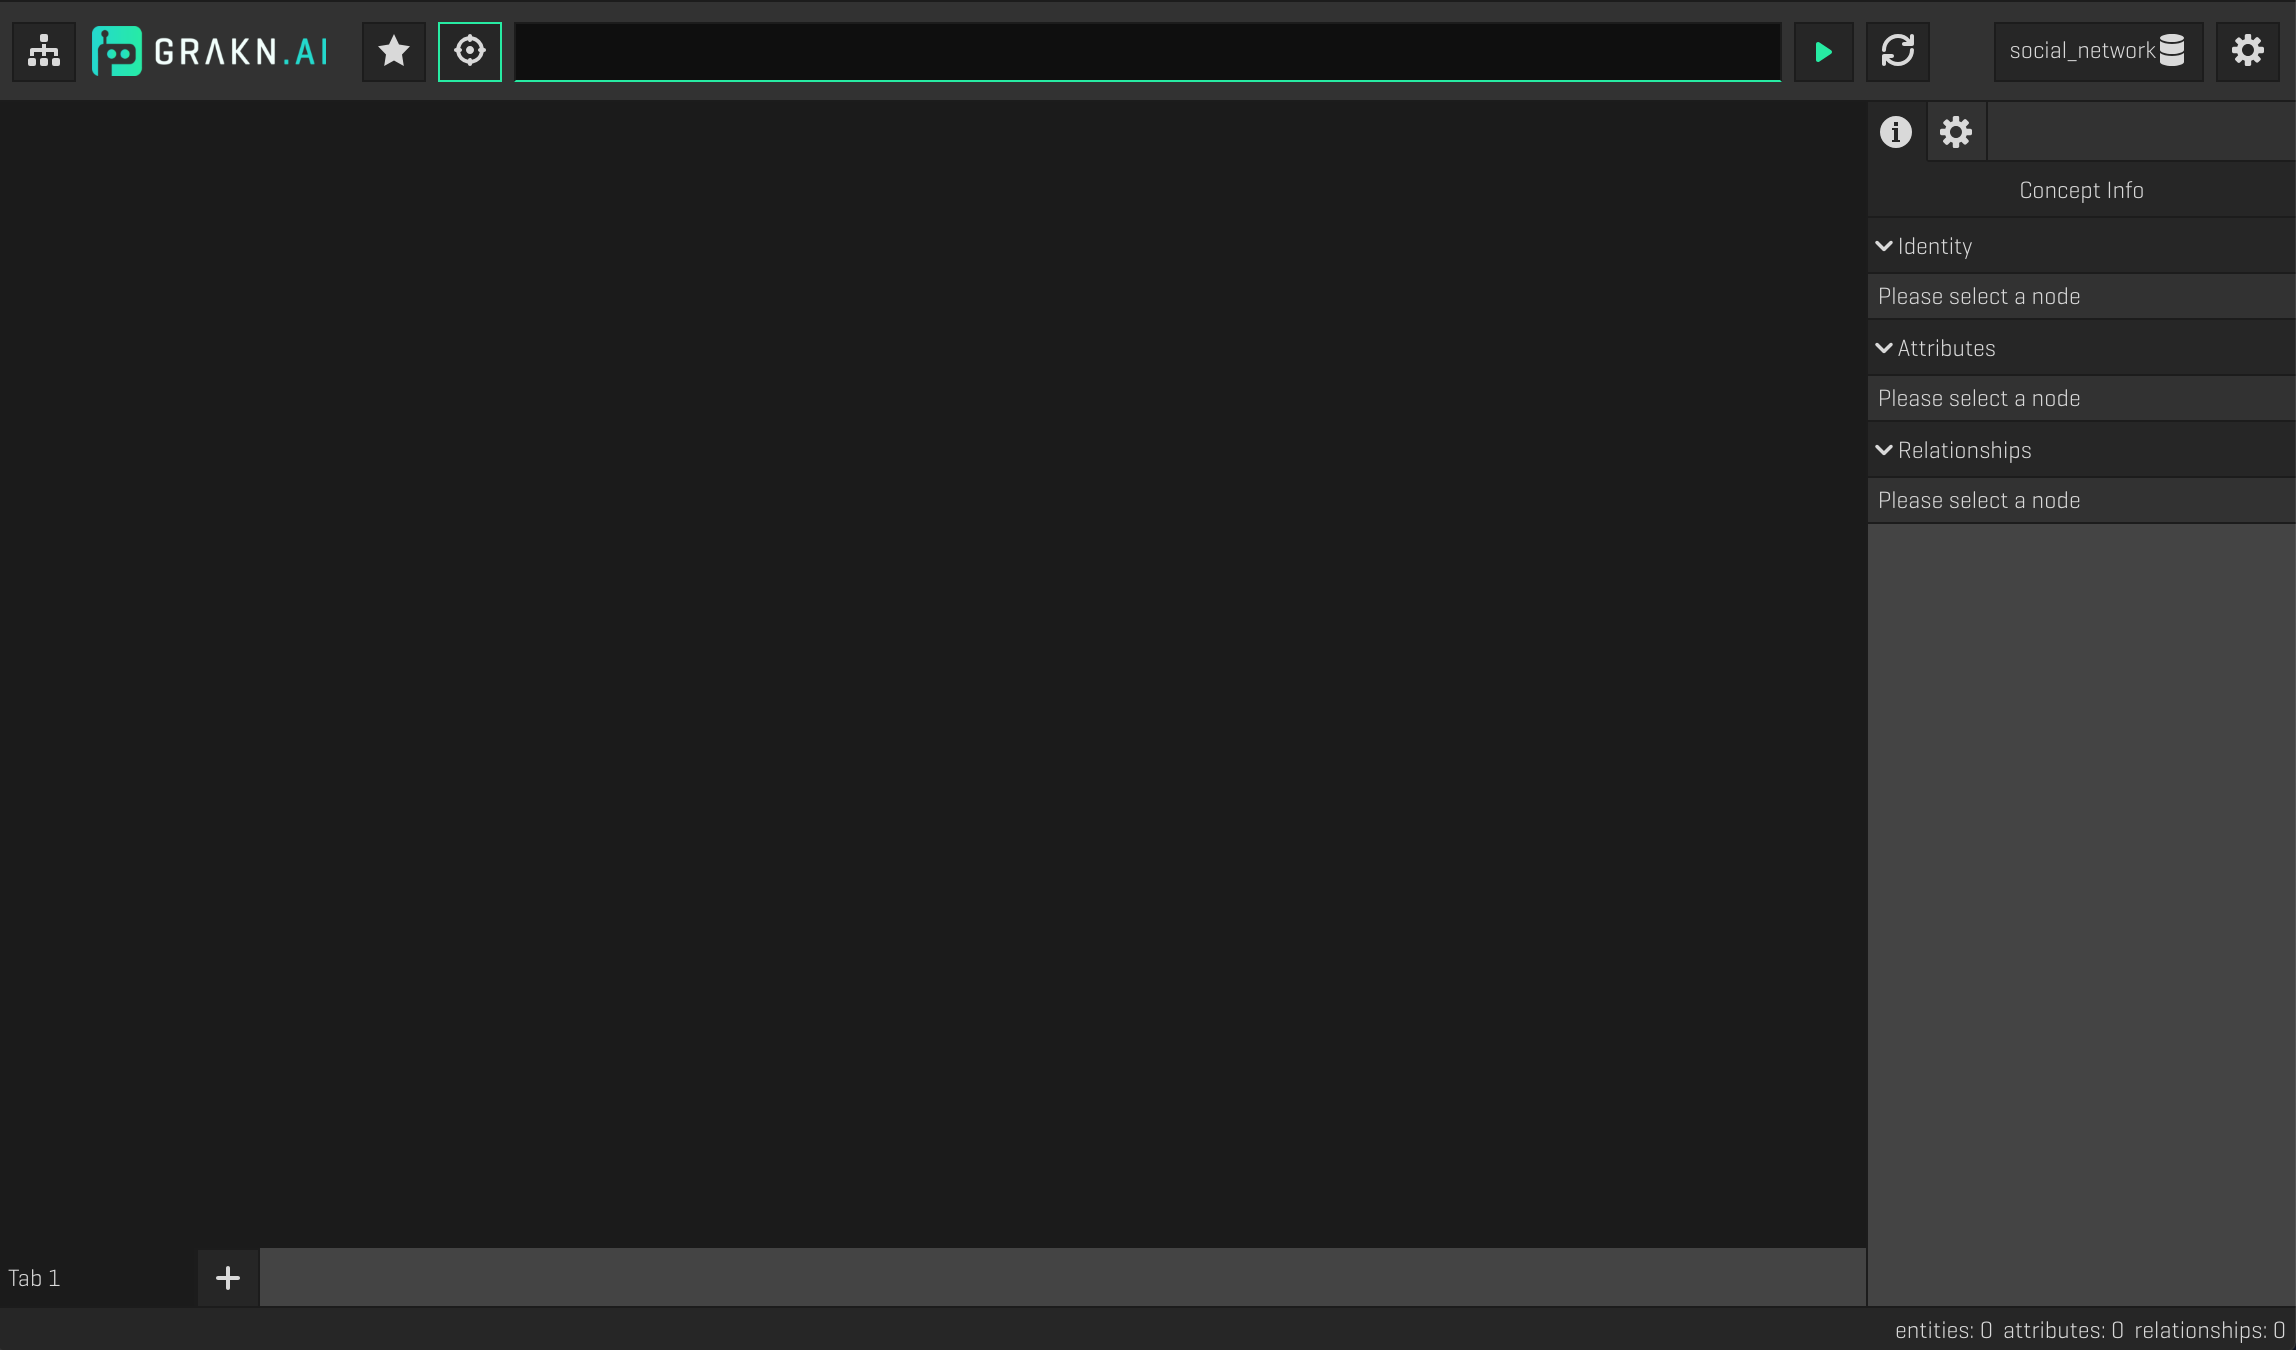 GRAKN.AI
social_network
Concept Info
Identity
Please select a node
Attributes
Please select a node
Relationships
Please select a node
Tab 1
entities: 0 attributes: 0 relationships: 0